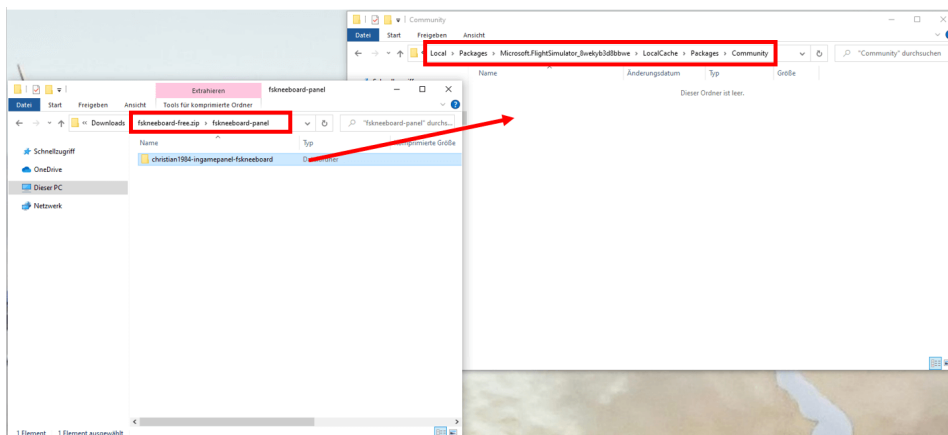 Community
Datei Start Freigeben Ansicht
Local › Packages › Microsoft.FlightSimulator_8wekyb3d8bbwe › LocalCache › Packages › Community
"Community" durchsuchen
Name Änderungsdatum Typ Größe
Dieser Ordner ist leer.
Extrahieren fskneeboard-panel
Datei Start Freigeben Ansicht Tools für komprimierte Ordner
« Downloads fskneeboard-free.zip › fskneeboard-panel
"fskneeboard-panel" durchs...
Name Typ Größe
christian1984-ingamepanel-fskneeboard
Schnellzugriff
OneDrive
Dieser PC
Netzwerk
1 Element 1 Element ausgewählt